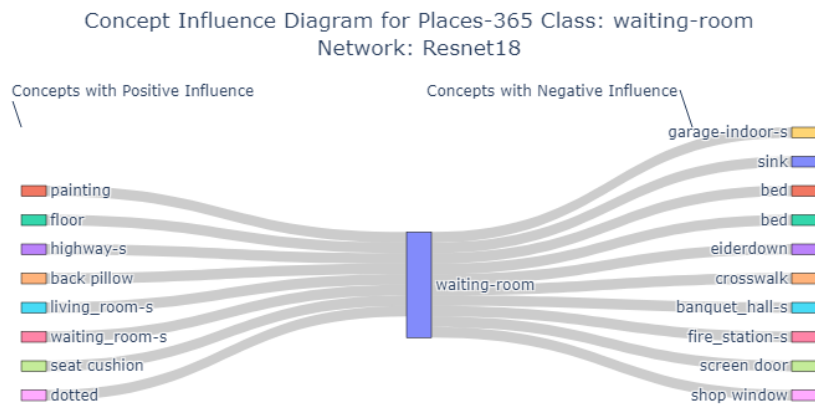 Concept Influence Diagram for Places-365 Class: waiting-room
Network: Resnet18
Concepts with Positive Influence
Concepts with Negative Influence
painting
floor
highway-s
back pillow
living_room-s
waiting_room-s
seat cushion
dotted
waiting-room
garage-indoor-s
sink
bed
bed
eiderdown
crosswalk
banquet_hall-s
fire_station-s
screen door
shop window